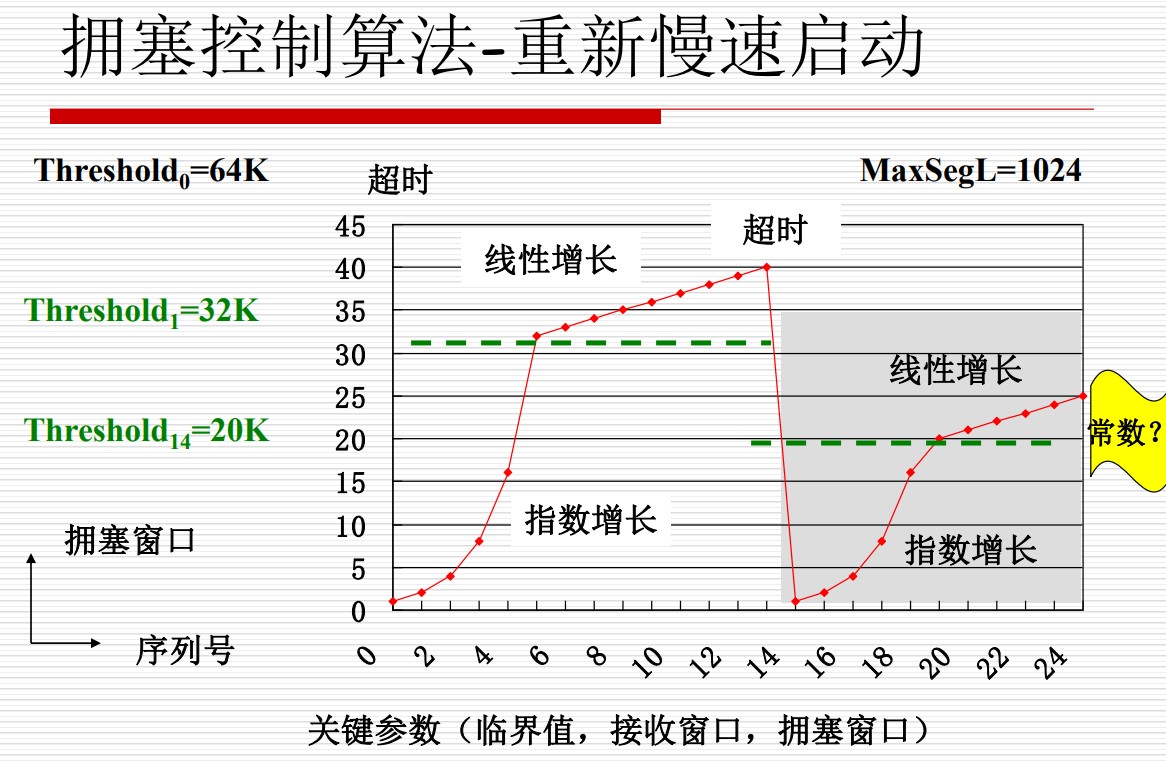 拥塞控制算法-重新慢速启动
Threshold0=64K
超时
MaxSegL=1024
45
超时
线性增长
40
Threshold1=32K
35
30
线性增长
25
Threshold14=20K
20
常数?
15
指数增长
10
拥塞窗口
指数增长
5
0
序列号
0 2 4 6 8 10 12 14 16 18 20 22 24
关键参数（临界值，接收窗口，拥塞窗口）